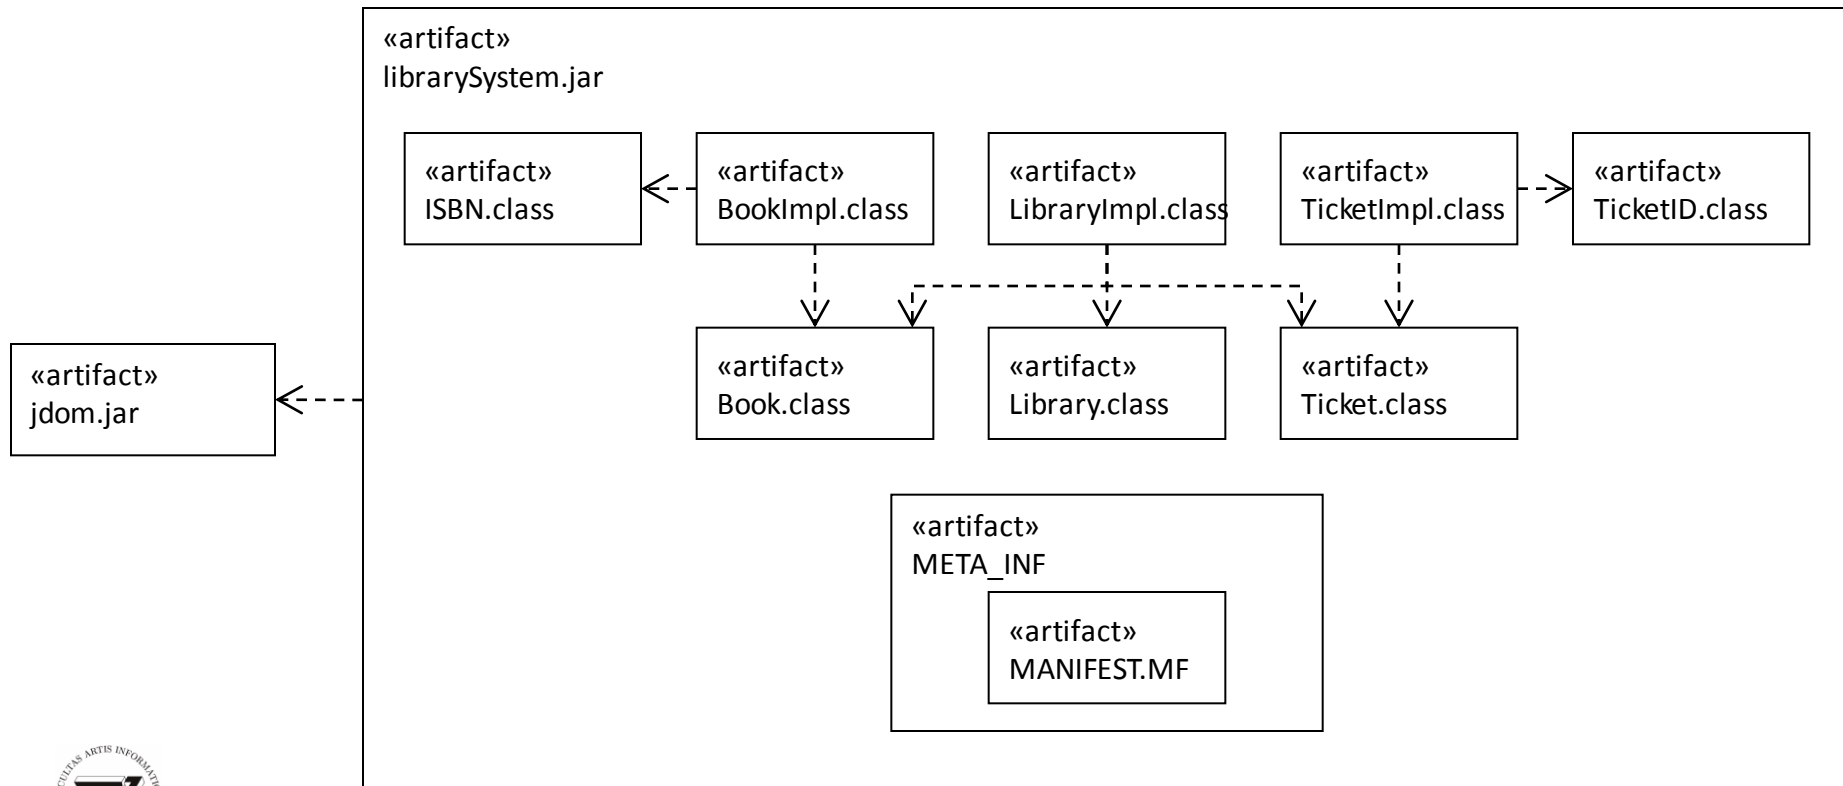 «artifact»
librarySystem.jar
«artifact»
ISBN.class
«artifact»
BookImpl.class
«artifact»
LibraryImpl.class
«artifact»
TicketImpl.class
«artifact»
TicketID.class
«artifact»
jdom.jar
«artifact»
Book.class
«artifact»
Library.class
«artifact»
Ticket.class
«artifact»
META_INF
«artifact»
MANIFEST.MF
ARTIS